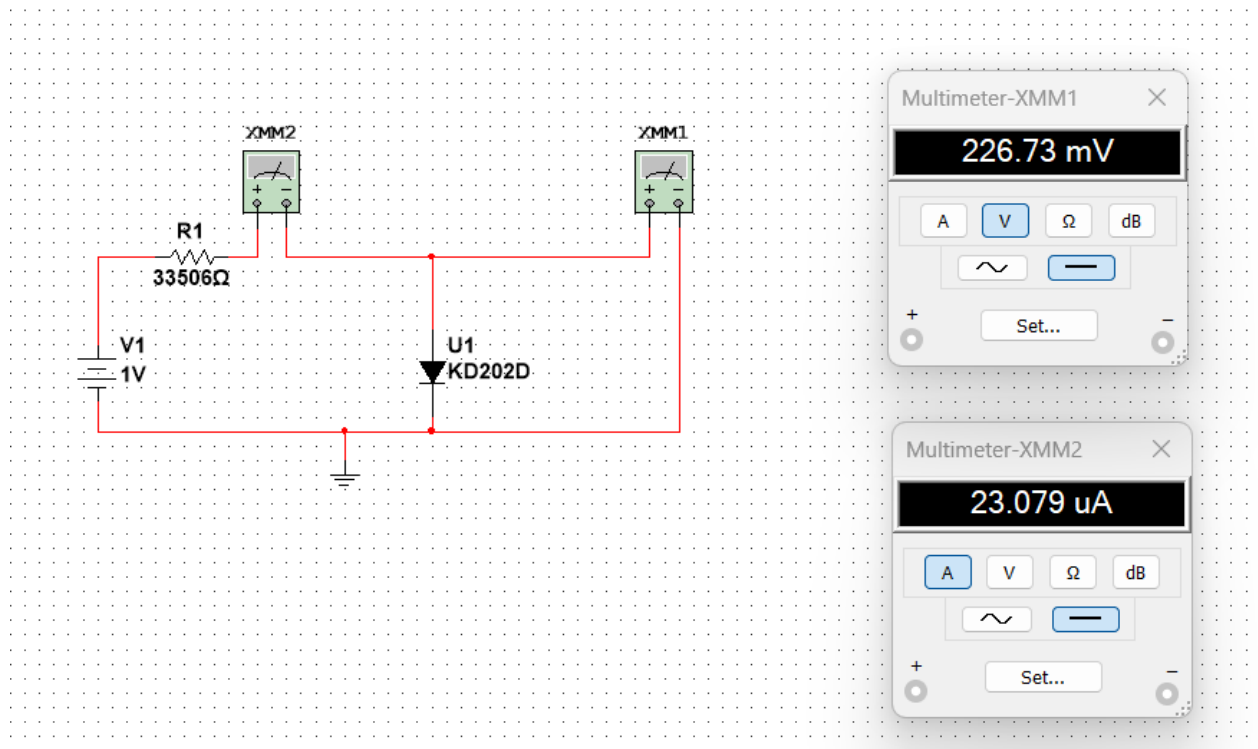 XMM2
XMM1
R1
33506Ω
V1
1V
U1
KD202D
+ −
+ −
Multimeter-XMM1
226.73 mV
A V Ω dB
+ −
Set...
Multimeter-XMM2
23.079 uA
A V Ω dB
+ −
Set...